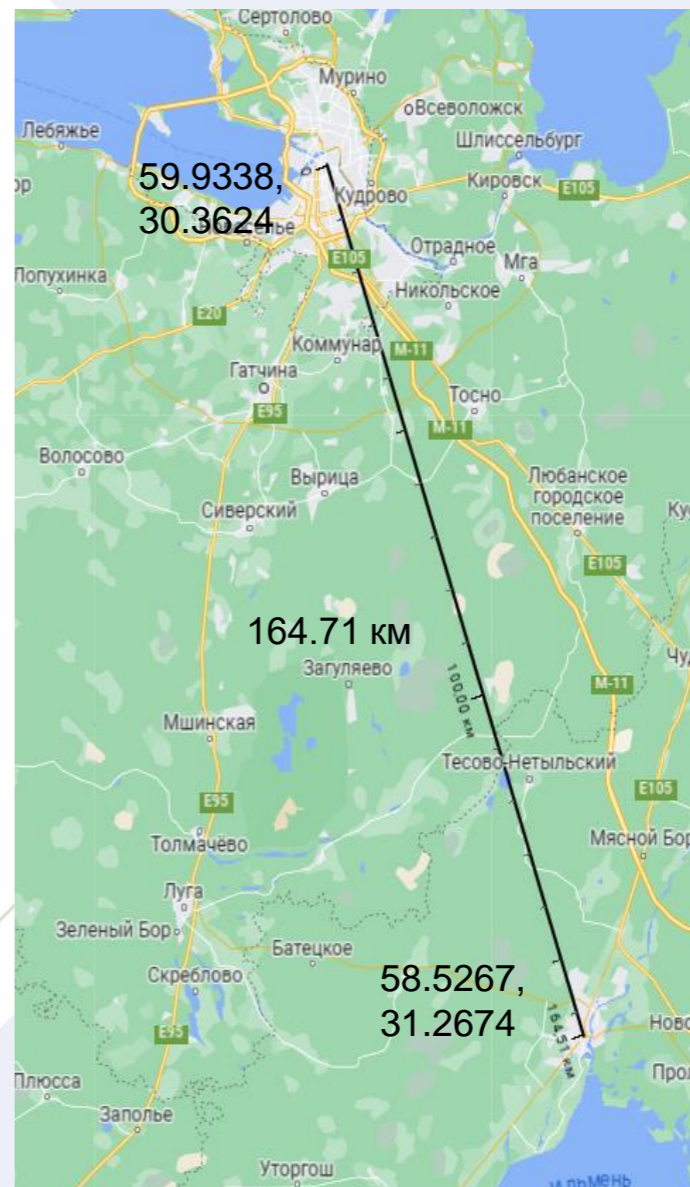 Сертолово
Мурино
Всеволожск
Лебяжье
Шлиссельбург
59.9338,
30.3624
Кудрово
Кировск
E105
Отрадное
E105
Мга
Лопухинка
Никольское
E20
Коммунар
M-11
Гатчина
Тосно
E95
M-11
Волосово
Вырица
Любанское
городское
поселение
Сиверский
E105
164.71 км
Загуляево
100,00 км
M-11
Мшинская
Тесово-Нетыльский
E95
E105
Толмачёво
Мясной Бор
Луга
Зеленый Бор
Батецкое
58.5267,
31.2674
Скреблово
164,51 км
E95
Плюсса
Заполье
Уторгош